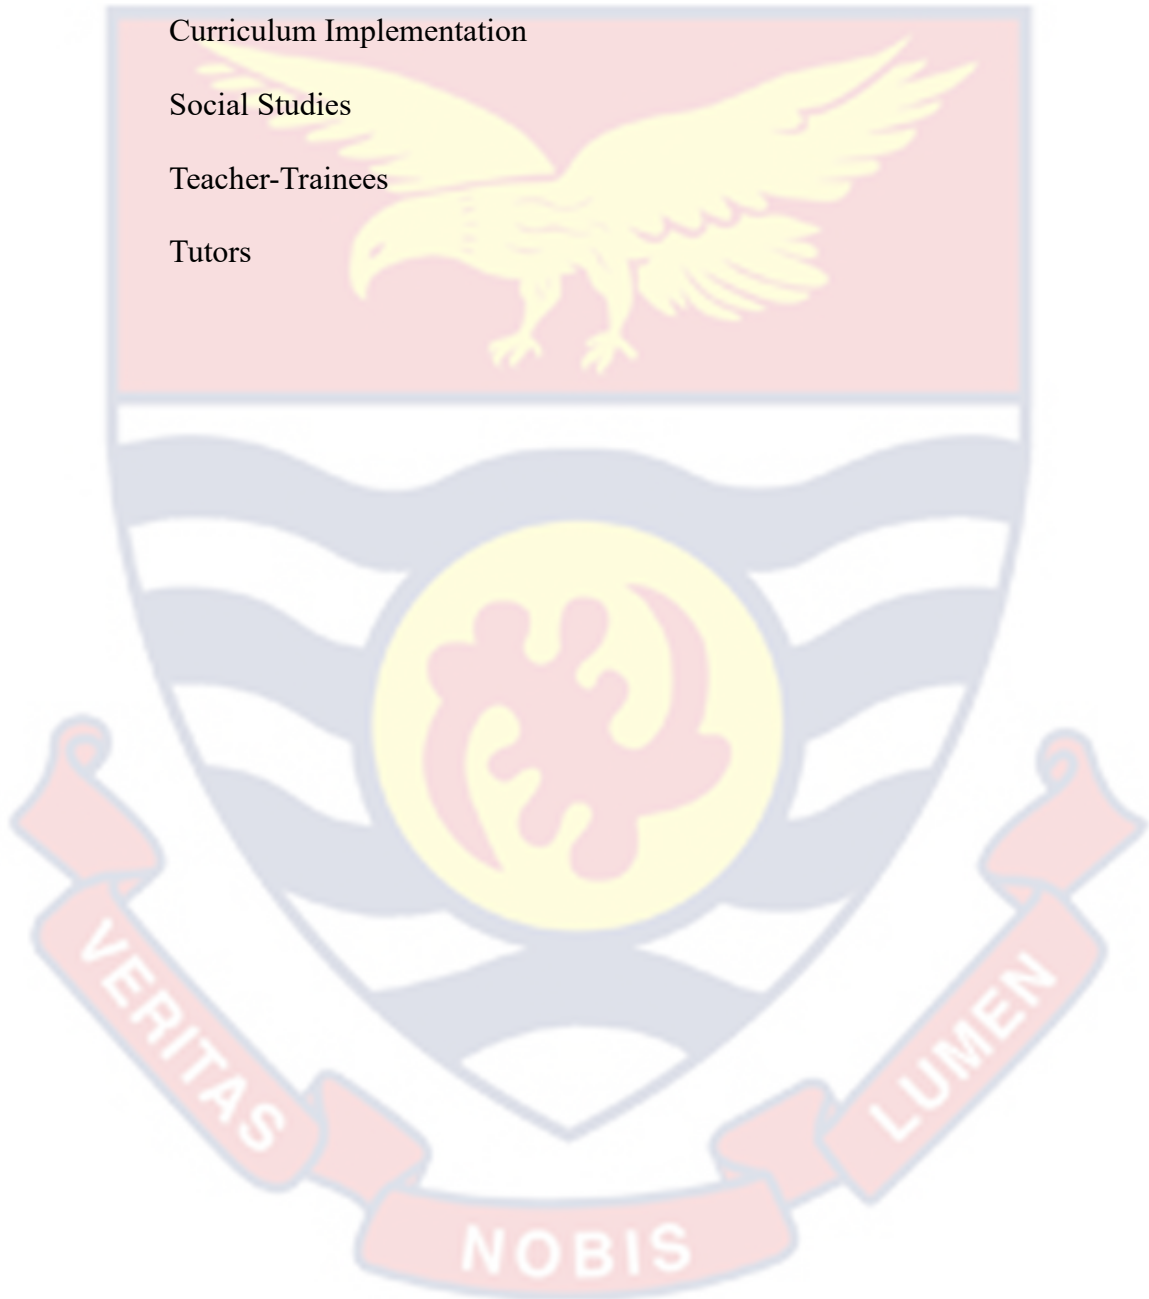 Curriculum Implementation
Social Studies
Teacher-Trainees
Tutors
VERITAS
NOBIS
LUMEN